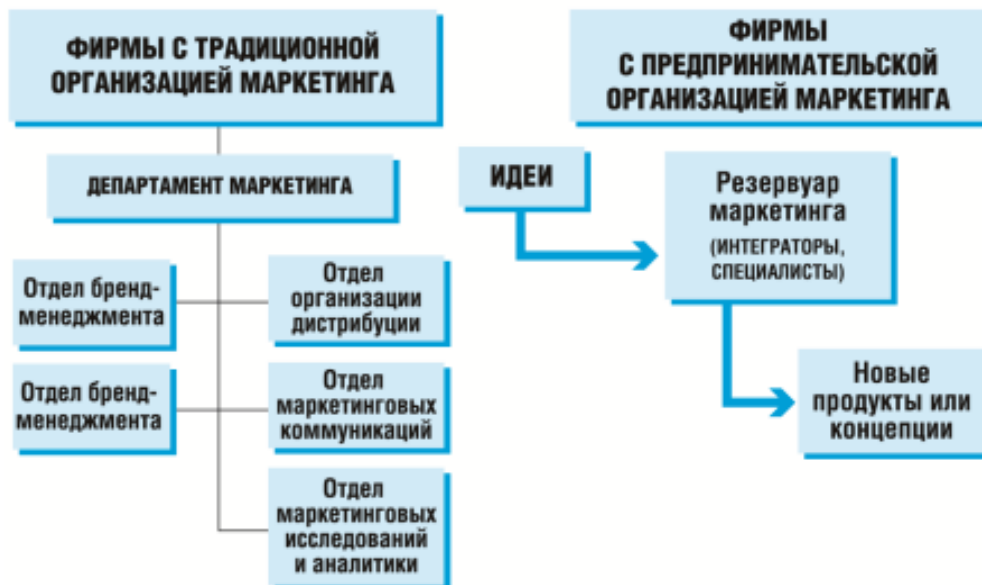 ФИРМЫ С ТРАДИЦИОННОЙ
ОРГАНИЗАЦИЕЙ МАРКЕТИНГА
ДЕПАРТАМЕНТ МАРКЕТИНГА
Отдел бренд-
менеджмента
Отдел
организации
дистрибуции
Отдел бренд-
менеджмента
Отдел
маркетинговых
коммуникаций
Отдел
маркетинговых
исследований
и аналитики
ФИРМЫ
С ПРЕДПРИНИМАТЕЛЬСКОЙ
ОРГАНИЗАЦИЕЙ МАРКЕТИНГА
ИДЕИ
Резервуар
маркетинга
(ИНТЕГРАТОРЫ,
СПЕЦИАЛИСТЫ)
Новые
продукты или
концепции